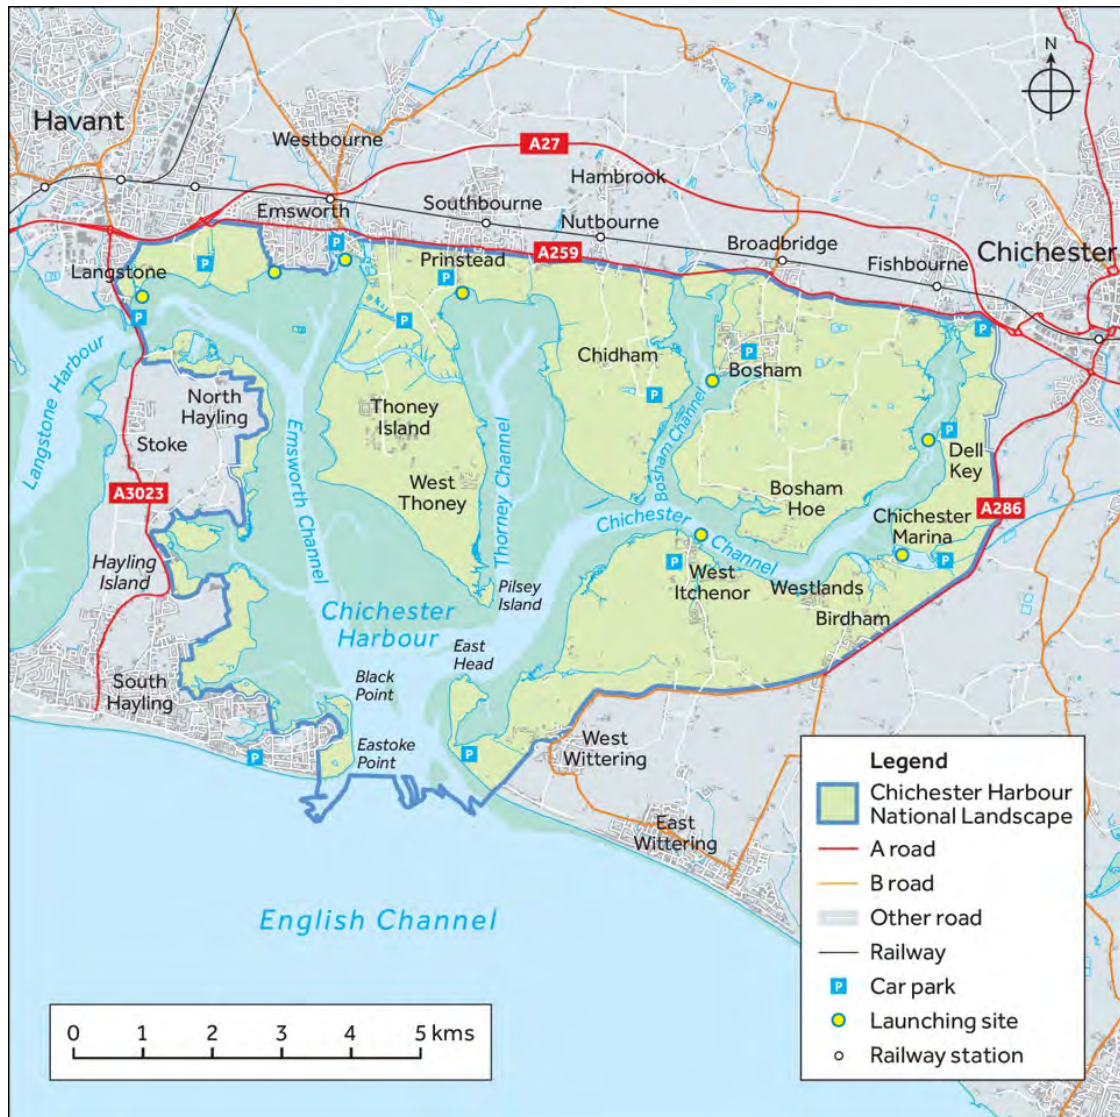 N
Havant
Westbourne
A27
Hambrook
Southbourne
Emsworth
Nutbourne
Broadbridge
Chichester
Prinstead
A259
Fishbourne
Langstone
P
P
P
P
P
P
P
P
P
P
P
P
P
Langstone Harbour
Chidham
Bosham
North
Hayling
Thoney
Island
Stoke
Emsworth Channel
Thorney Channel
Bosham Channel
Dell
Key
West
Thoney
Bosham
Hoe
A3023
A286
Chichester
Channel
Chichester
Marina
Hayling
Island
West
Itchenor
Westlands
Pilsey
Island
Birdham
Chichester
Harbour
East
Head
South
Hayling
Black
Point
Eastoke
Point
West
Wittering
East
Wittering
English Channel
Legend
Chichester Harbour
National Landscape
A road
B road
Other road
Railway
P Car park
Launching site
Railway station
0 1 2 3 4 5 kms